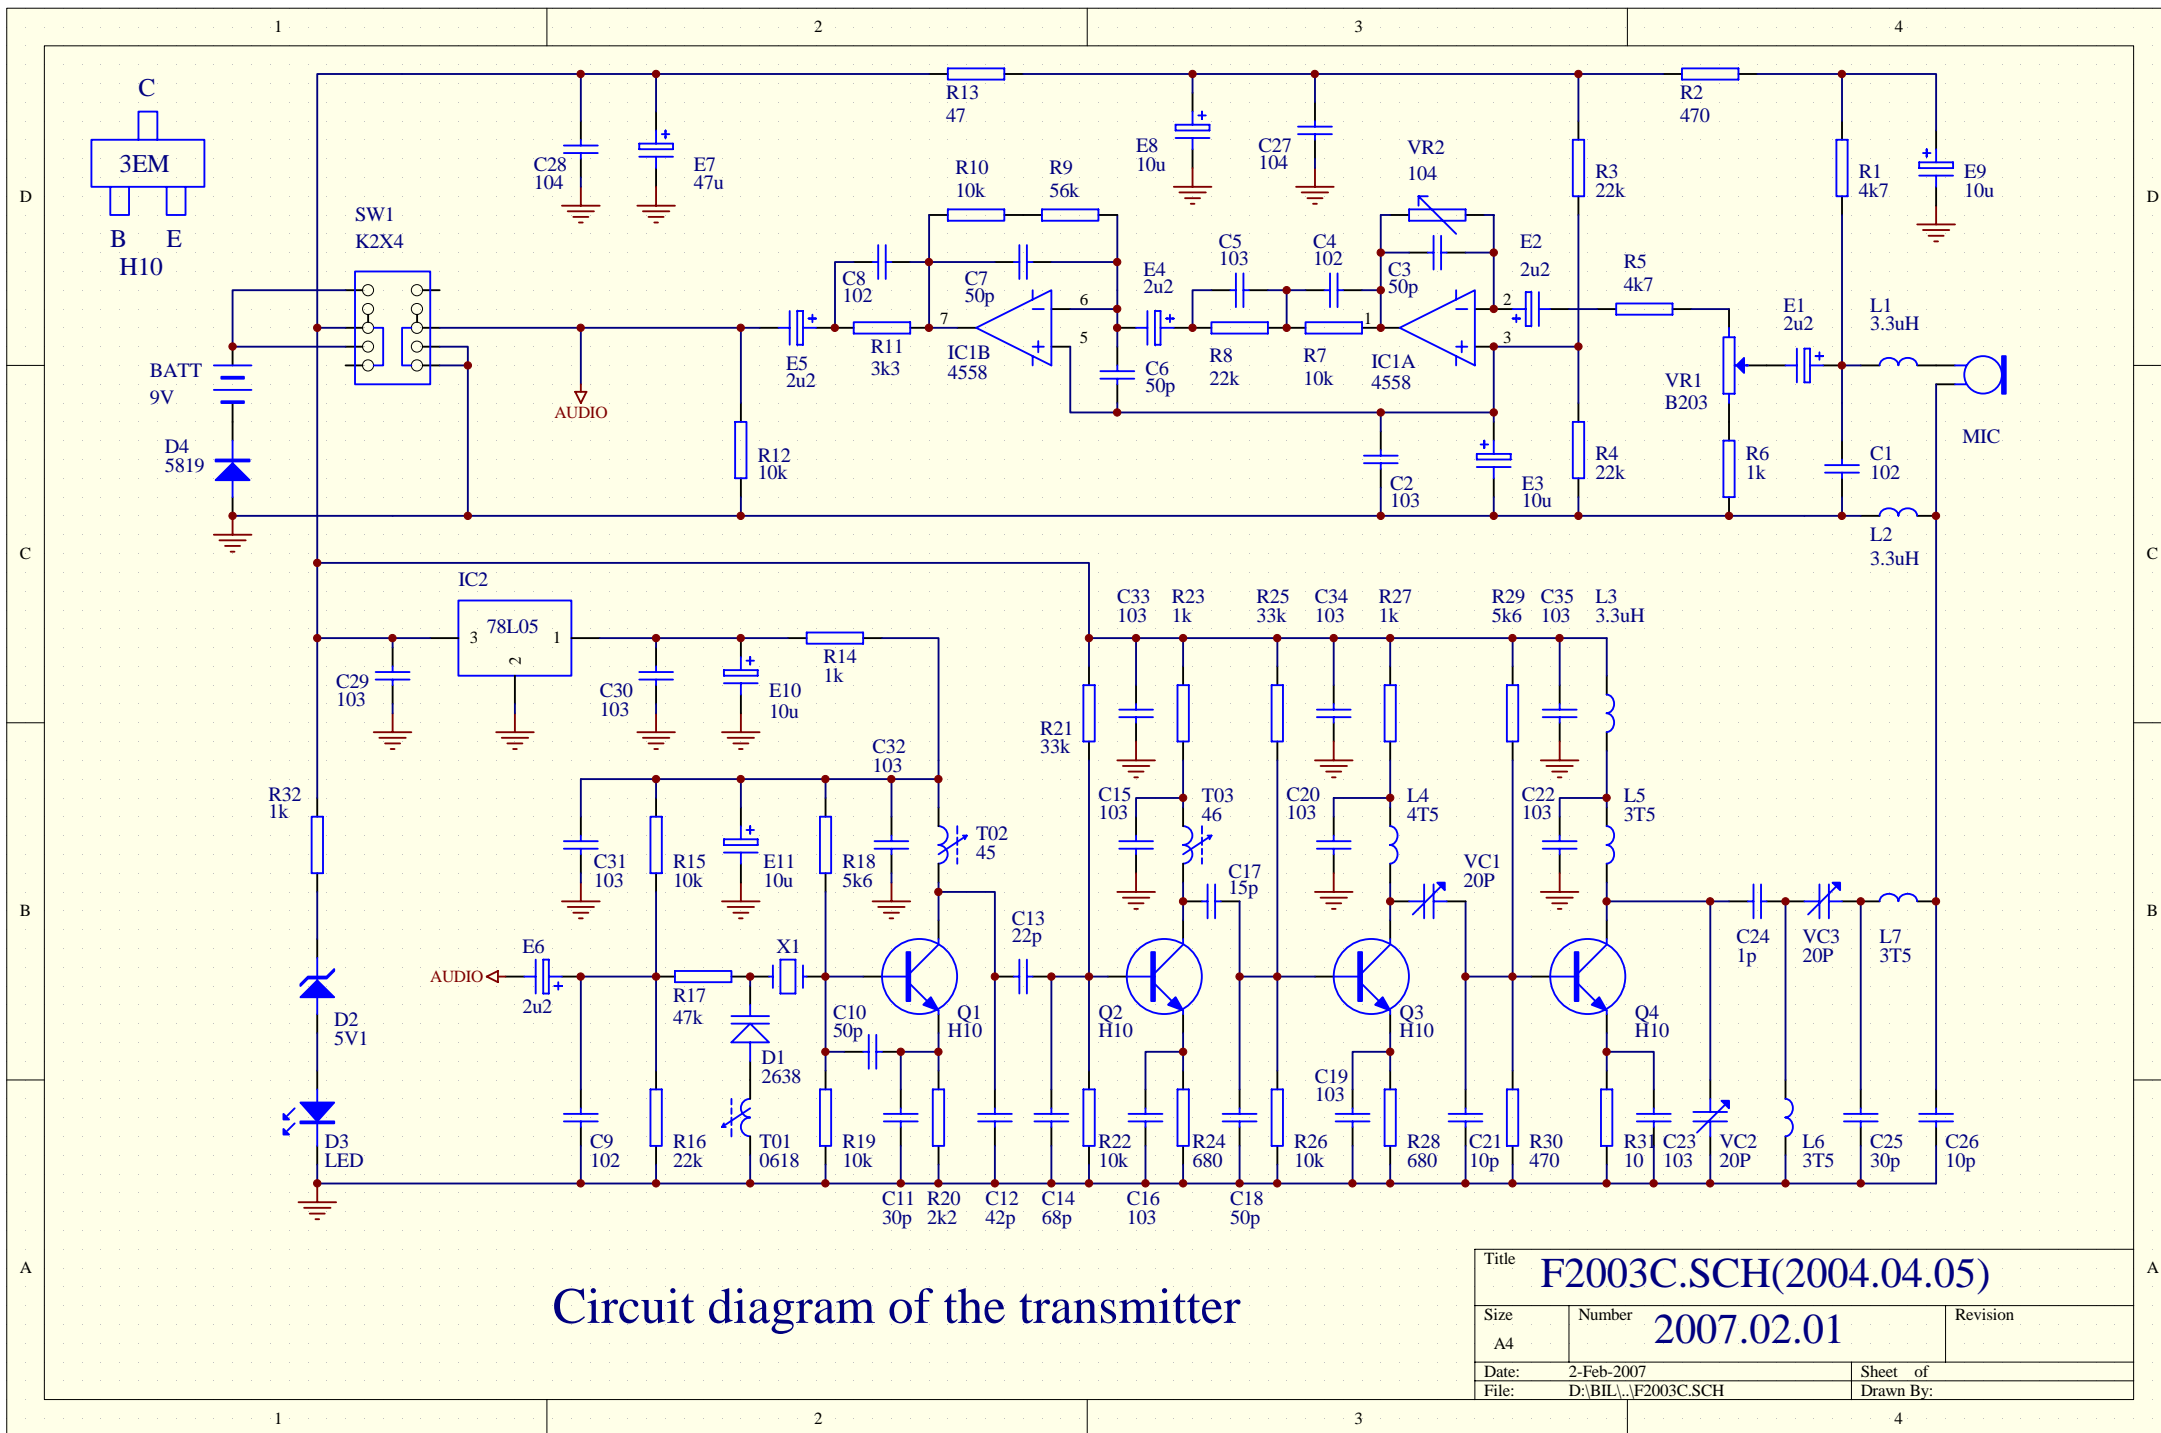 1 2 3 4
D
C
B
A
D
C
B
A
C
3EM
B E
H10
SW1
K2X4
BATT
9V
D4
5819
C28
104
E7
47u
R13
47
E8
10u
C27
104
VR2
104
R3
22k
R2
470
R1
4k7
E9
10u
R10
10k
R9
56k
C8
102
C7
50p
E4
2u2
C5
103
C4
102
C3
50p
E2
2u2
R5
4k7
E1
2u2
L1
3.3uH
AUDIO
E5
2u2
R11
3k3
7
6
5
IC1B
4558
C6
50p
R8
22k
R7
10k
1
2
3
IC1A
4558
VR1
B203
MIC
R12
10k
C2
103
E3
10u
R4
22k
R6
1k
C1
102
L2
3.3uH
IC2
78L05
3
1
2
C29
103
C30
103
E10
10u
R14
1k
C33
103
R23
1k
R25
33k
C34
103
R27
1k
R29
5k6
C35
103
L3
3.3uH
R21
33k
R32
1k
C32
103
C31
103
R15
10k
E11
10u
R18
5k6
T02
45
C15
103
T03
46
C17
15p
C20
103
L4
4T5
VC1
20P
C22
103
L5
3T5
AUDIO
E6
2u2
R17
47k
X1
C10
50p
Q1
H10
C13
22p
Q2
H10
Q3
H10
Q4
H10
C24
1p
VC3
20P
L7
3T5
D2
5V1
D1
2638
D3
LED
C9
102
R16
22k
T01
0618
R19
10k
C11
30p
R20
2k2
C12
42p
C14
68p
R22
10k
C16
103
R24
680
C18
50p
R26
10k
C19
103
R28
680
C21
10p
R30
470
R31
10
C23
103
VC2
20P
L6
3T5
C25
30p
C26
10p
Circuit diagram of the transmitter
Title
F2003C.SCH(2004.04.05)
Size
A4
Number
2007.02.01
Revision
Date: 2-Feb-2007
Sheet of
File: D:\BIL\..\F2003C.SCH
Drawn By:
1 2 3 4